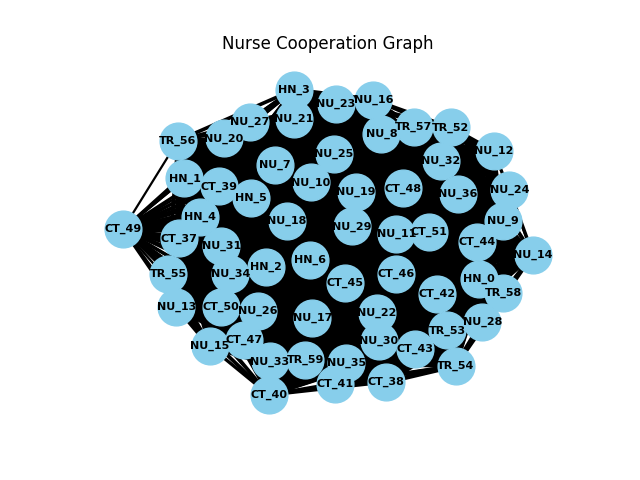 Nurse Cooperation Graph
HN_3
NU_16
NU_23
NU_27
NU_21
TR_57
TR_52
NU_8
TR_56
NU_20
NU_12
NU_25
NU_32
NU_7
HN_1
NU_10
CT_39
NU_19
CT_48
NU_24
NU_36
HN_5
HN_4
NU_18
NU_9
CT_49
NU_29
NU_11
CT_51
CT_37
CT_44
NU_31
NU_14
HN_6
HN_2
TR_55
NU_34
CT_46
HN_0
CT_45
CT_42
TR_58
NU_13
CT_50
NU_26
NU_22
NU_17
NU_28
TR_53
CT_47
NU_30
NU_15
CT_43
NU_33
TR_59
NU_35
TR_54
CT_38
CT_41
CT_40